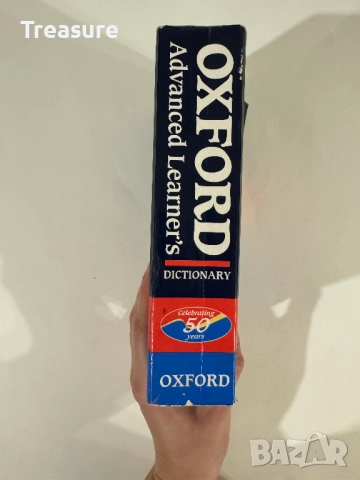 Treasure
OXFORD
Advanced Learner's
DICTIONARY
Celebrating
50
years
OXFORD
BAZAR